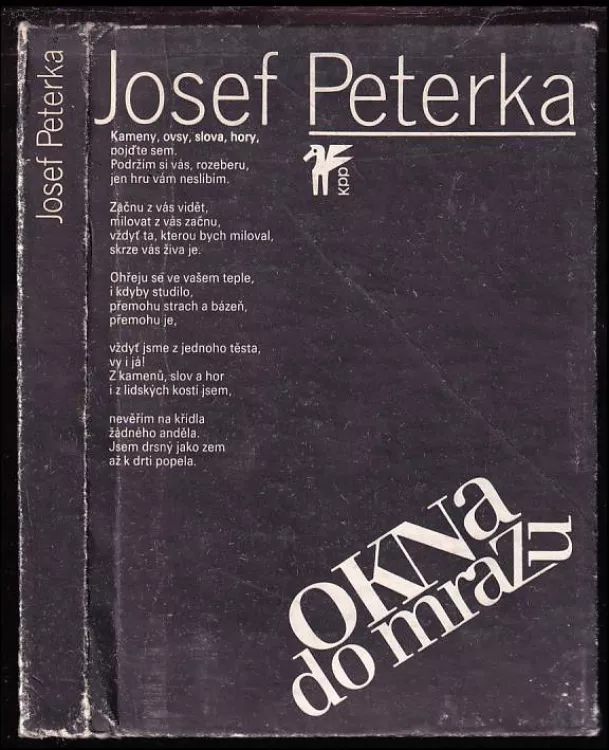 Josef Peterka
Josef Peterka
kpp
Kameny, ovsy, slova, hory,
pojďte sem.
Podržím si vás, rozeberu,
jen hru vám neslíbím.
Začnu z vás vidět,
milovat z vás začnu,
vždyť ta, kterou bych miloval,
skrze vás živa je.
Ohřeju se ve vašem teple,
i kdyby studilo,
přemohu strach a bázeň,
přemohu je,
vždyť jsme z jednoho těsta,
vy i já!
Z kamenů, slov a hor
i z lidských kostí jsem,
nevěřím na křídla
žádného anděla.
Jsem drsný jako zem
až k drti popela.
OKNa
do mrazu